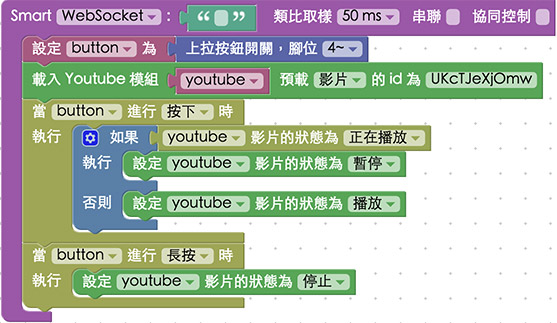 Smart WebSocket : “ ” 類比取樣 50 ms 串聯 協同控制
設定 button 為 上拉按鈕開關，腳位 4~
載入 Youtube 模組 youtube 預載 影片 的 id 為 UKcTJeXjOmw
當 button 進行 按下 時
執行 如果 youtube 影片的狀態為 正在播放
執行 設定 youtube 影片的狀態為 暫停
否則 設定 youtube 影片的狀態為 播放
當 button 進行 長按 時
執行 設定 youtube 影片的狀態為 停止